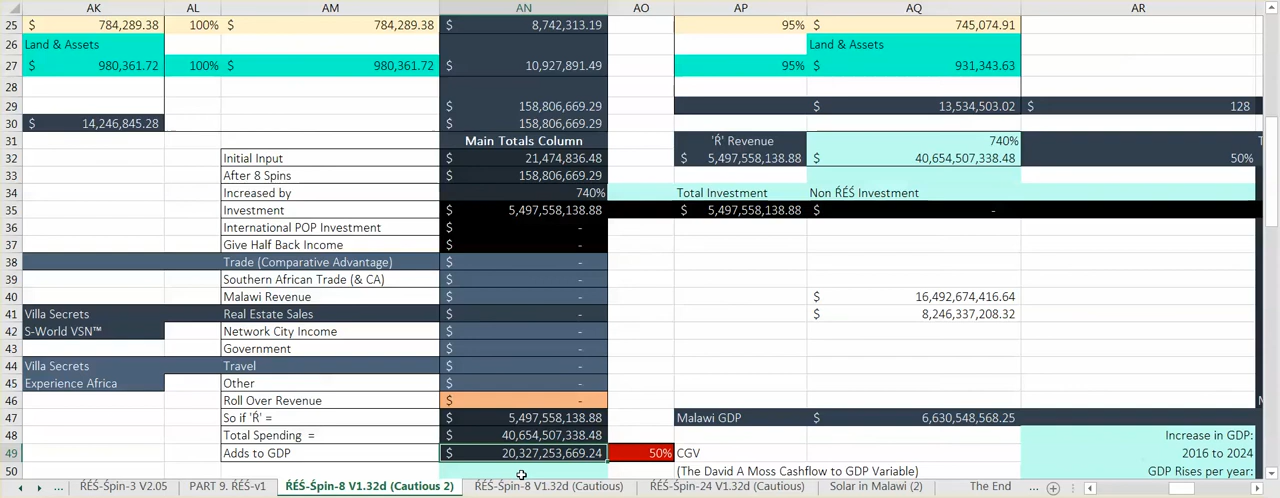 AK AL AM AN AO AP AQ AR
25 $ 784,289.38 100% $ 784,289.38 $ 8,742,313.19 95% $ 745,074.91
26 Land & Assets Land & Assets
27 $ 980,361.72 100% $ 980,361.72 $ 10,927,891.49 95% $ 931,343.63
28
29 $ 158,806,669.29 $ 13,534,503.02 $ 128
30 $ 14,246,845.28 $ 158,806,669.29
31 Main Totals Column 'Ŕ' Revenue 740%
32 Initial Input $ 21,474,836.48 $ 5,497,558,138.88 $ 40,654,507,338.48 50%
33 After 8 Spins $ 158,806,669.29
34 Increased by 740% Total Investment Non ŔÉŚ Investment
35 Investment $ 5,497,558,138.88 $ 5,497,558,138.88 $ -
36 International POP Investment $ -
37 Give Half Back Income $ -
38 Trade (Comparative Advantage) $ -
39 Southern African Trade (& CA) $ -
40 Malawi Revenue $ - $ 16,492,674,416.64
41 Villa Secrets Real Estate Sales $ - $ 8,246,337,208.32
42 S-World VSN™ Network City Income $ -
43 Government $ -
44 Villa Secrets Travel $ -
45 Experience Africa Other $ -
46 Roll Over Revenue $ -
47 So if 'Ŕ' = $ 5,497,558,138.88 Malawi GDP $ 6,630,548,568.25
48 Total Spending = $ 40,654,507,338.48 Increase in GDP:
49 Adds to GDP $ 20,327,253,669.24 50% CGV 2016 to 2024
50 (The David A Moss Cashflow to GDP Variable) GDP Rises per year:
... ŔÉŚ-Śpin-3 V2.05 PART 9. ŔÉŚ-v1 ŔÉŚ-Śpin-8 V1.32d (Cautious 2) ŔÉŚ-Śpin-8 V1.32d (Cautious) ŔÉŚ-Śpin-24 V1.32d (Cautious) Solar in Malawi (2) The End ...